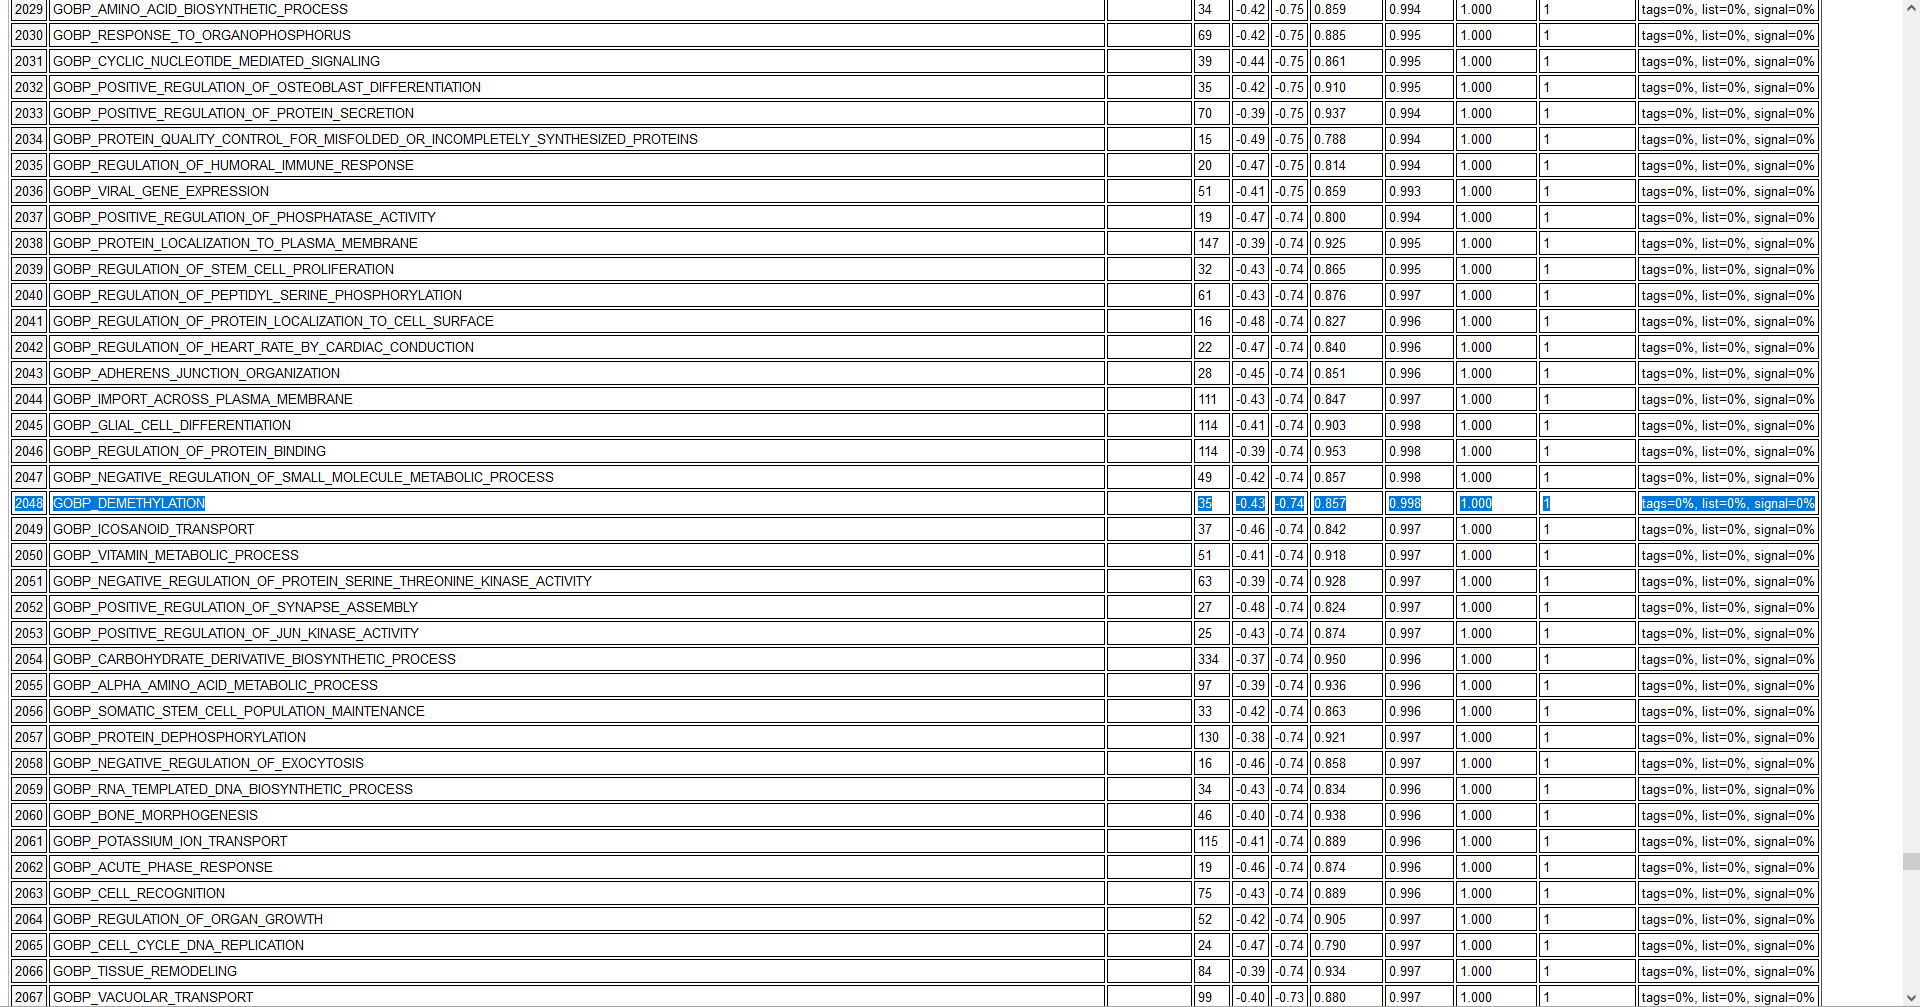 2029 GOBP_AMINO_ACID_BIOSYNTHETIC_PROCESS 34 -0.42 -0.75 0.859 0.994 1.000 1 tags=0%, list=0%, signal=0%
2030 GOBP_RESPONSE_TO_ORGANOPHOSPHORUS 69 -0.42 -0.75 0.885 0.995 1.000 1 tags=0%, list=0%, signal=0%
2031 GOBP_CYCLIC_NUCLEOTIDE_MEDIATED_SIGNALING 39 -0.44 -0.75 0.861 0.995 1.000 1 tags=0%, list=0%, signal=0%
2032 GOBP_POSITIVE_REGULATION_OF_OSTEOBLAST_DIFFERENTIATION 35 -0.42 -0.75 0.910 0.995 1.000 1 tags=0%, list=0%, signal=0%
2033 GOBP_POSITIVE_REGULATION_OF_PROTEIN_SECRETION 70 -0.39 -0.75 0.937 0.994 1.000 1 tags=0%, list=0%, signal=0%
2034 GOBP_PROTEIN_QUALITY_CONTROL_FOR_MISFOLDED_OR_INCOMPLETELY_SYNTHESIZED_PROTEINS 15 -0.49 -0.75 0.788 0.994 1.000 1 tags=0%, list=0%, signal=0%
2035 GOBP_REGULATION_OF_HUMORAL_IMMUNE_RESPONSE 20 -0.47 -0.75 0.814 0.994 1.000 1 tags=0%, list=0%, signal=0%
2036 GOBP_VIRAL_GENE_EXPRESSION 51 -0.41 -0.75 0.859 0.993 1.000 1 tags=0%, list=0%, signal=0%
2037 GOBP_POSITIVE_REGULATION_OF_PHOSPHATASE_ACTIVITY 19 -0.47 -0.74 0.800 0.994 1.000 1 tags=0%, list=0%, signal=0%
2038 GOBP_PROTEIN_LOCALIZATION_TO_PLASMA_MEMBRANE 147 -0.39 -0.74 0.925 0.995 1.000 1 tags=0%, list=0%, signal=0%
2039 GOBP_REGULATION_OF_STEM_CELL_PROLIFERATION 32 -0.43 -0.74 0.865 0.995 1.000 1 tags=0%, list=0%, signal=0%
2040 GOBP_REGULATION_OF_PEPTIDYL_SERINE_PHOSPHORYLATION 61 -0.43 -0.74 0.876 0.997 1.000 1 tags=0%, list=0%, signal=0%
2041 GOBP_REGULATION_OF_PROTEIN_LOCALIZATION_TO_CELL_SURFACE 16 -0.48 -0.74 0.827 0.996 1.000 1 tags=0%, list=0%, signal=0%
2042 GOBP_REGULATION_OF_HEART_RATE_BY_CARDIAC_CONDUCTION 22 -0.47 -0.74 0.840 0.996 1.000 1 tags=0%, list=0%, signal=0%
2043 GOBP_ADHERENS_JUNCTION_ORGANIZATION 28 -0.45 -0.74 0.851 0.996 1.000 1 tags=0%, list=0%, signal=0%
2044 GOBP_IMPORT_ACROSS_PLASMA_MEMBRANE 111 -0.43 -0.74 0.847 0.997 1.000 1 tags=0%, list=0%, signal=0%
2045 GOBP_GLIAL_CELL_DIFFERENTIATION 114 -0.41 -0.74 0.903 0.998 1.000 1 tags=0%, list=0%, signal=0%
2046 GOBP_REGULATION_OF_PROTEIN_BINDING 114 -0.39 -0.74 0.953 0.998 1.000 1 tags=0%, list=0%, signal=0%
2047 GOBP_NEGATIVE_REGULATION_OF_SMALL_MOLECULE_METABOLIC_PROCESS 49 -0.42 -0.74 0.857 0.998 1.000 1 tags=0%, list=0%, signal=0%
2048 GOBP_DEMETHYLATION 35 -0.43 -0.74 0.857 0.998 1.000 1 tags=0%, list=0%, signal=0%
2049 GOBP_ICOSANOID_TRANSPORT 37 -0.46 -0.74 0.842 0.997 1.000 1 tags=0%, list=0%, signal=0%
2050 GOBP_VITAMIN_METABOLIC_PROCESS 51 -0.41 -0.74 0.918 0.997 1.000 1 tags=0%, list=0%, signal=0%
2051 GOBP_NEGATIVE_REGULATION_OF_PROTEIN_SERINE_THREONINE_KINASE_ACTIVITY 63 -0.39 -0.74 0.928 0.997 1.000 1 tags=0%, list=0%, signal=0%
2052 GOBP_POSITIVE_REGULATION_OF_SYNAPSE_ASSEMBLY 27 -0.48 -0.74 0.824 0.997 1.000 1 tags=0%, list=0%, signal=0%
2053 GOBP_POSITIVE_REGULATION_OF_JUN_KINASE_ACTIVITY 25 -0.43 -0.74 0.874 0.997 1.000 1 tags=0%, list=0%, signal=0%
2054 GOBP_CARBOHYDRATE_DERIVATIVE_BIOSYNTHETIC_PROCESS 334 -0.37 -0.74 0.950 0.996 1.000 1 tags=0%, list=0%, signal=0%
2055 GOBP_ALPHA_AMINO_ACID_METABOLIC_PROCESS 97 -0.39 -0.74 0.936 0.996 1.000 1 tags=0%, list=0%, signal=0%
2056 GOBP_SOMATIC_STEM_CELL_POPULATION_MAINTENANCE 33 -0.42 -0.74 0.863 0.996 1.000 1 tags=0%, list=0%, signal=0%
2057 GOBP_PROTEIN_DEPHOSPHORYLATION 130 -0.38 -0.74 0.921 0.997 1.000 1 tags=0%, list=0%, signal=0%
2058 GOBP_NEGATIVE_REGULATION_OF_EXOCYTOSIS 16 -0.46 -0.74 0.858 0.997 1.000 1 tags=0%, list=0%, signal=0%
2059 GOBP_RNA_TEMPLATED_DNA_BIOSYNTHETIC_PROCESS 34 -0.43 -0.74 0.834 0.996 1.000 1 tags=0%, list=0%, signal=0%
2060 GOBP_BONE_MORPHOGENESIS 46 -0.40 -0.74 0.938 0.996 1.000 1 tags=0%, list=0%, signal=0%
2061 GOBP_POTASSIUM_ION_TRANSPORT 115 -0.41 -0.74 0.889 0.996 1.000 1 tags=0%, list=0%, signal=0%
2062 GOBP_ACUTE_PHASE_RESPONSE 19 -0.46 -0.74 0.874 0.996 1.000 1 tags=0%, list=0%, signal=0%
2063 GOBP_CELL_RECOGNITION 75 -0.43 -0.74 0.889 0.996 1.000 1 tags=0%, list=0%, signal=0%
2064 GOBP_REGULATION_OF_ORGAN_GROWTH 52 -0.42 -0.74 0.905 0.997 1.000 1 tags=0%, list=0%, signal=0%
2065 GOBP_CELL_CYCLE_DNA_REPLICATION 24 -0.47 -0.74 0.790 0.997 1.000 1 tags=0%, list=0%, signal=0%
2066 GOBP_TISSUE_REMODELING 84 -0.39 -0.74 0.934 0.997 1.000 1 tags=0%, list=0%, signal=0%
2067 GOBP_VACUOLAR_TRANSPORT 99 -0.40 -0.73 0.880 0.997 1.000 1 tags=0%, list=0%, signal=0%